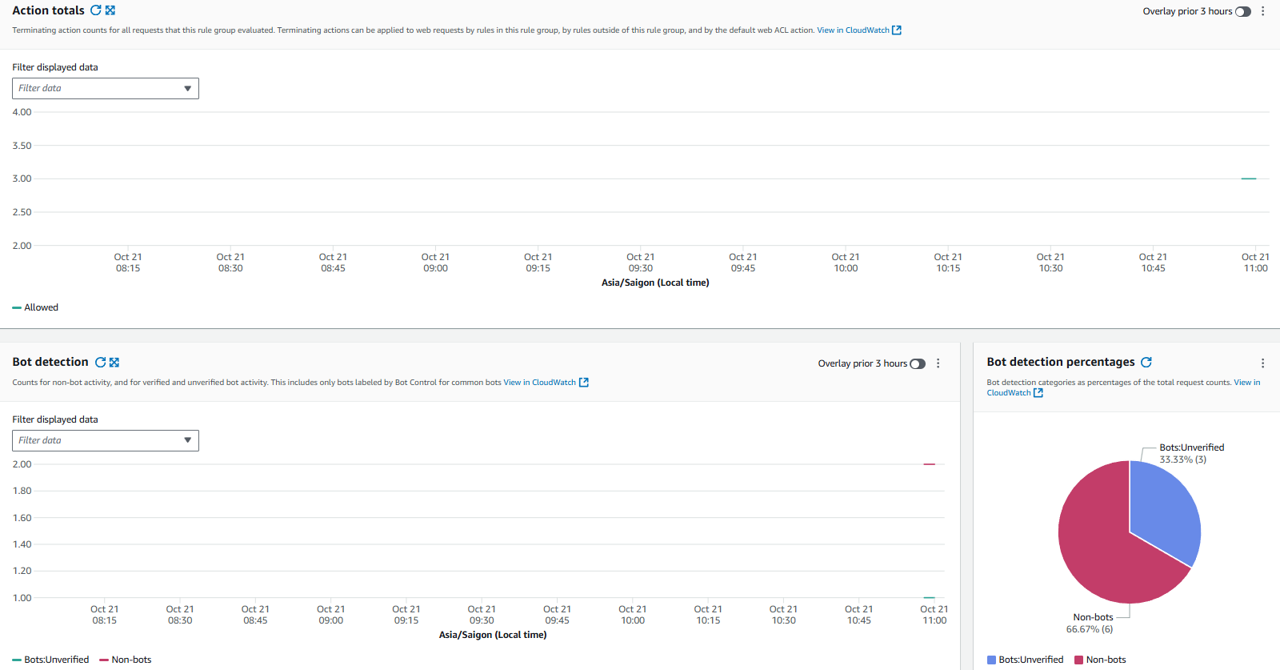 Action totals
Overlay prior 3 hours
Terminating action counts for all requests that this rule group evaluated. Terminating actions can be applied to web requests by rules in this rule group, by rules outside of this rule group, and by the default web ACL action. View in CloudWatch
Filter displayed data
Filter data
4.00
3.50
3.00
2.50
2.00
Oct 21 Oct 21 Oct 21 Oct 21 Oct 21 Oct 21 Oct 21 Oct 21 Oct 21 Oct 21 Oct 21 Oct 21
08:15 08:30 08:45 09:00 09:15 09:30 09:45 10:00 10:15 10:30 10:45 11:00
Asia/Saigon (Local time)
Allowed
Bot detection
Overlay prior 3 hours
Counts for non-bot activity, and for verified and unverified bot activity. This includes only bots labeled by Bot Control for common bots View in CloudWatch
Filter displayed data
Filter data
2.00
1.80
1.60
1.40
1.20
1.00
Oct 21 Oct 21 Oct 21 Oct 21 Oct 21 Oct 21 Oct 21 Oct 21 Oct 21 Oct 21 Oct 21 Oct 21
08:15 08:30 08:45 09:00 09:15 09:30 09:45 10:00 10:15 10:30 10:45 11:00
Asia/Saigon (Local time)
Bots:Unverified Non-bots
Bot detection percentages
Bot detection categories as percentages of the total request counts. View in
CloudWatch
Bots:Unverified
33.33% (3)
Non-bots
66.67% (6)
Bots:Unverified Non-bots